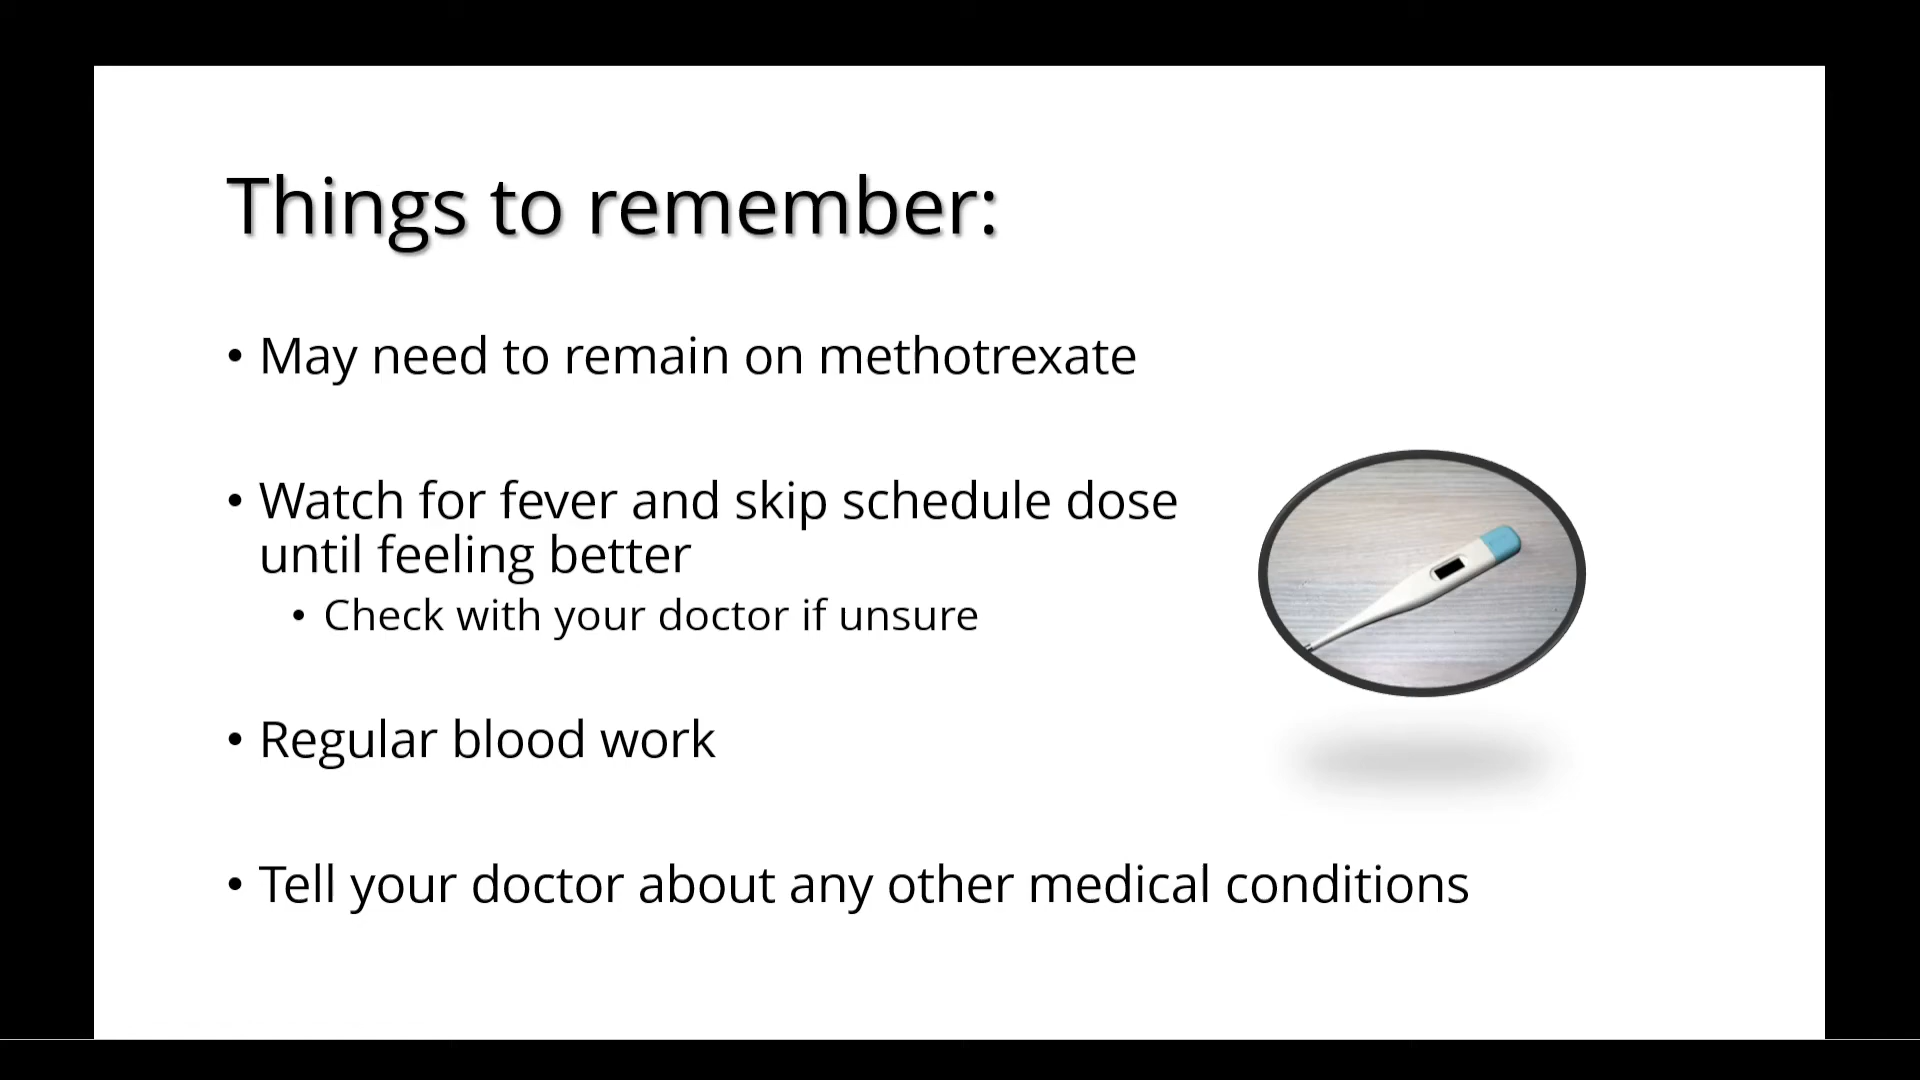 Things to remember:
• May need to remain on methotrexate
• Watch for fever and skip schedule dose
until feeling better
• Check with your doctor if unsure
• Regular blood work
• Tell your doctor about any other medical conditions